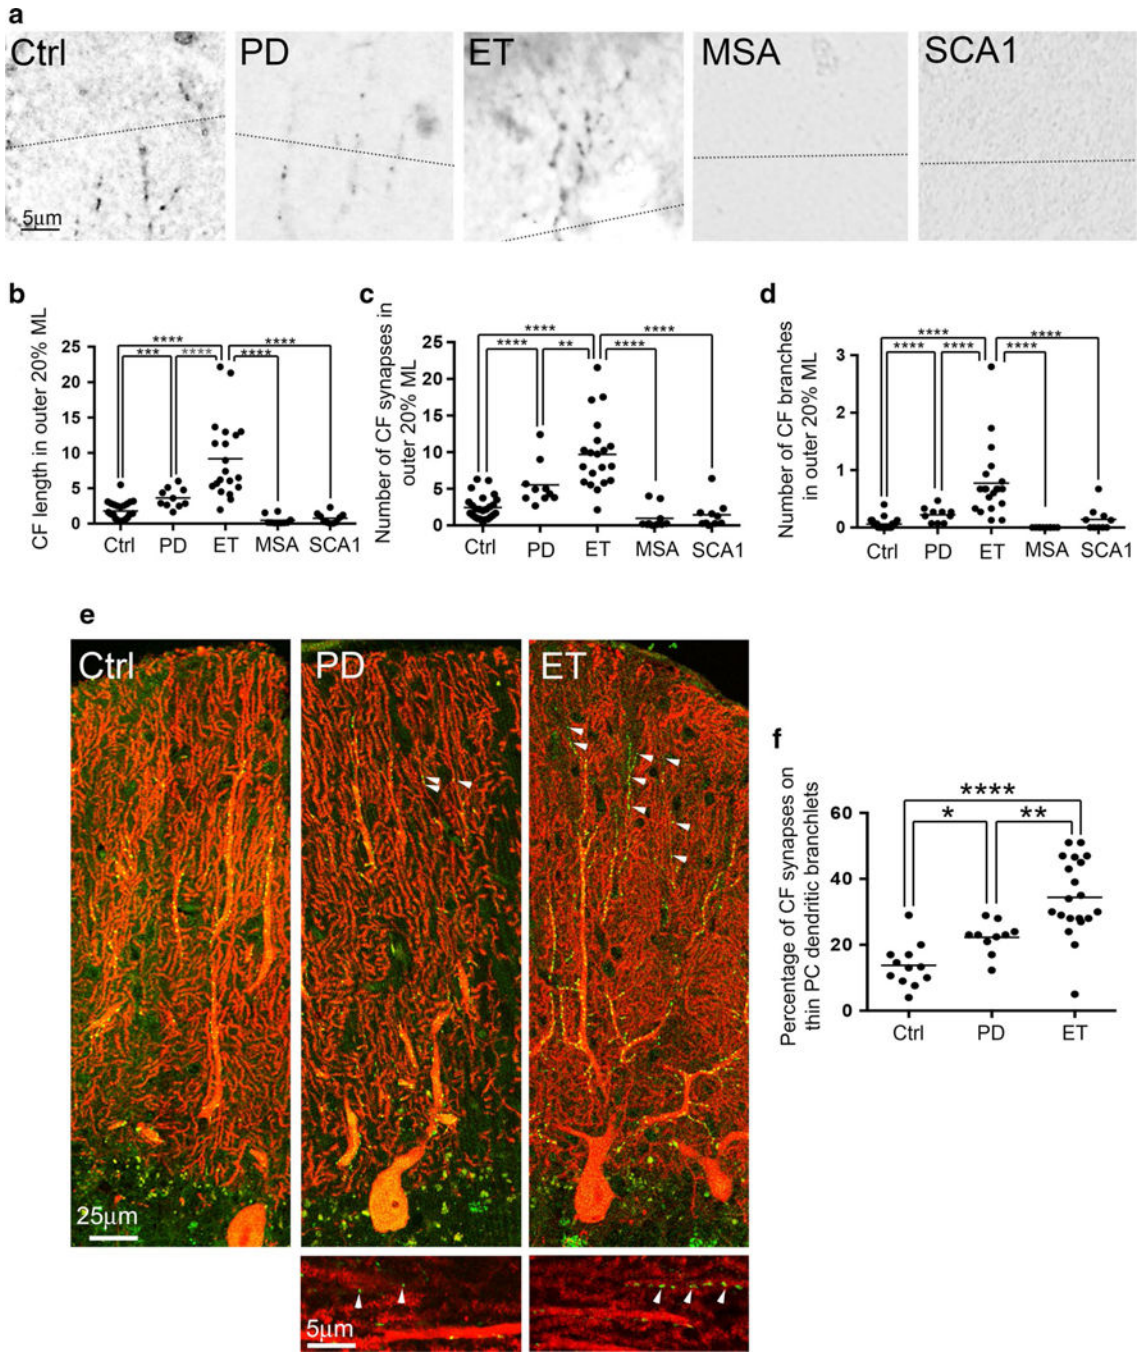 a
Ctrl PD ET MSA SCA1
5μm
b
CF length in outer 20% ML
25
20
15
10
5
0
**** ****
*** **** ****
Ctrl PD ET MSA SCA1
c
Number of CF synapses in
outer 20% ML
25
20
15
10
5
0
**** ****
**** ** ****
Ctrl PD ET MSA SCA1
d
Number of CF branches
in outer 20% ML
3
2
1
0
**** ****
**** **** ****
Ctrl PD ET MSA SCA1
e
Ctrl PD ET
25μm
5μm
f
Percentage of CF synapses on
thin PC dendritic branchlets
60
40
20
0
****
* **
Ctrl PD ET